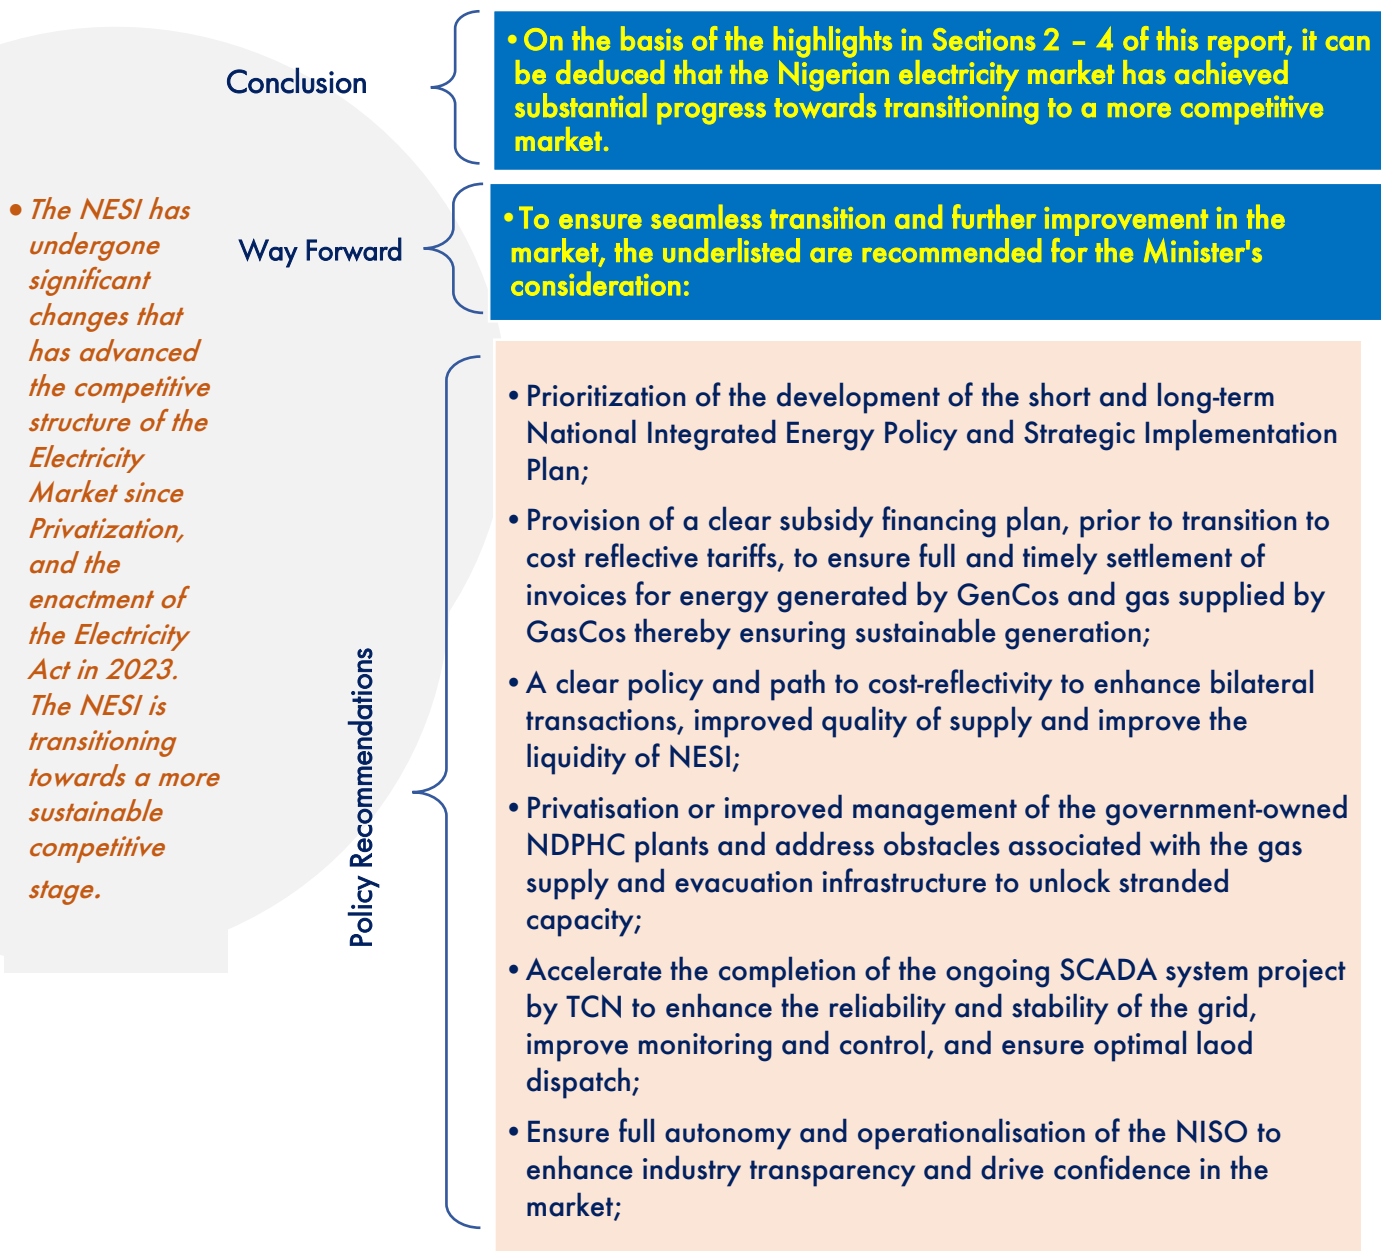 • The NESI has
undergone
significant
changes that
has advanced
the competitive
structure of the
Electricity
Market since
Privatization,
and the
enactment of
the Electricity
Act in 2023.
The NESI is
transitioning
towards a more
sustainable
competitive
stage.
Conclusion
• On the basis of the highlights in Sections 2 – 4 of this report, it can
be deduced that the Nigerian electricity market has achieved
substantial progress towards transitioning to a more competitive
market.
Way Forward
• To ensure seamless transition and further improvement in the
market, the underlisted are recommended for the Minister's
consideration:
Policy Recommendations
• Prioritization of the development of the short and long-term
National Integrated Energy Policy and Strategic Implementation
Plan;
• Provision of a clear subsidy financing plan, prior to transition to
cost reflective tariffs, to ensure full and timely settlement of
invoices for energy generated by GenCos and gas supplied by
GasCos thereby ensuring sustainable generation;
• A clear policy and path to cost-reflectivity to enhance bilateral
transactions, improved quality of supply and improve the
liquidity of NESI;
• Privatisation or improved management of the government-owned
NDPHC plants and address obstacles associated with the gas
supply and evacuation infrastructure to unlock stranded
capacity;
• Accelerate the completion of the ongoing SCADA system project
by TCN to enhance the reliability and stability of the grid,
improve monitoring and control, and ensure optimal laod
dispatch;
• Ensure full autonomy and operationalisation of the NISO to
enhance industry transparency and drive confidence in the
market;